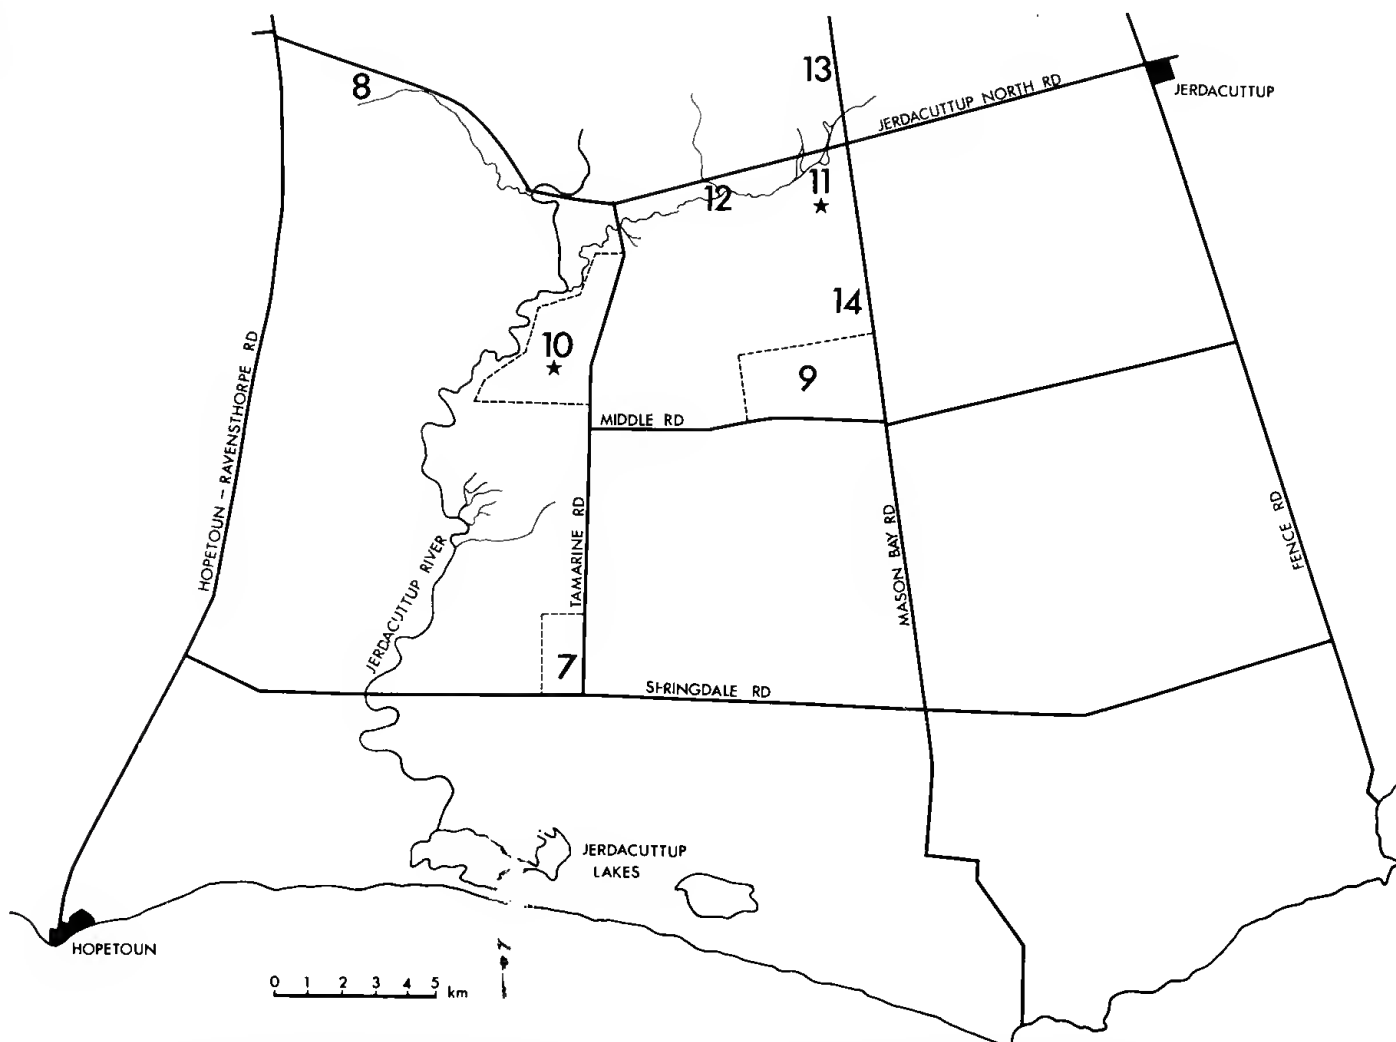 8
13
JERDACUTTUP NORTH RD
JERDACUTTUP
11
12
14
10
9
HOPETOUN – RAVENSTHORPE RD
MIDDLE RD
TAMARINE RD
MASON BAY RD
FENCE RD
JERDACUTTUP RIVER
7
SPRINGDALE RD
JERDACUTTUP
LAKES
HOPETOUN
0 1 2 3 4 5 km